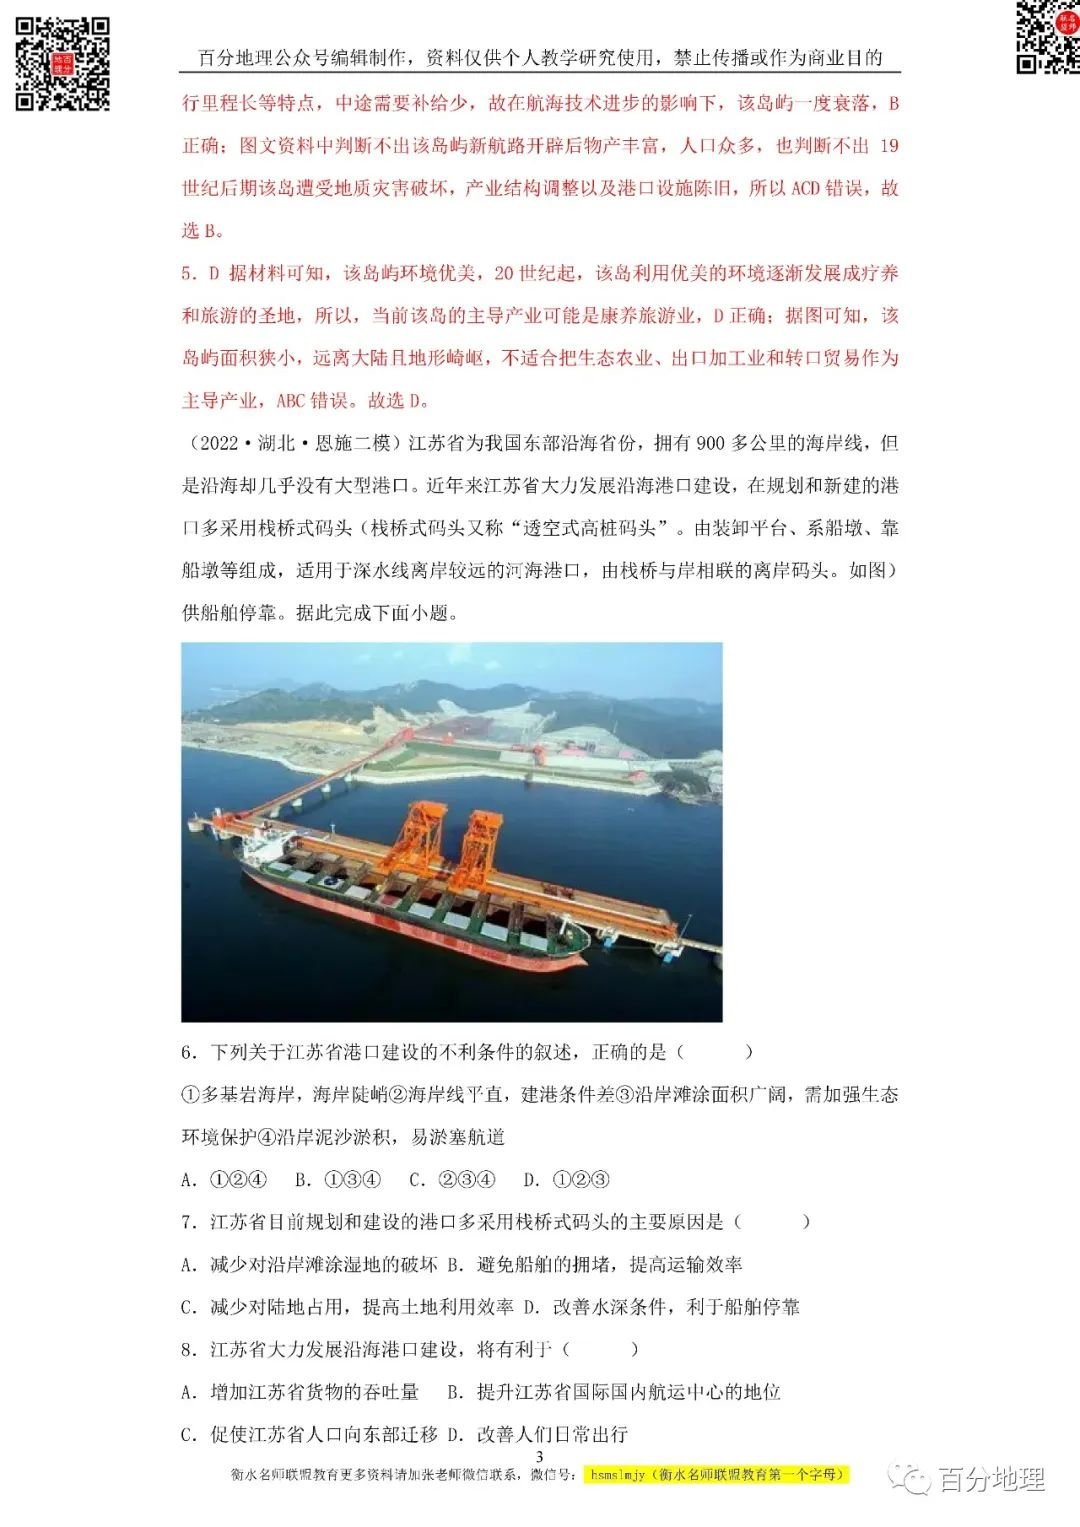 百分地理公众号编辑制作，资料仅供个人教学研究使用，禁止传播或作为商业目的
行里程长等特点，中途需要补给少，故在航海技术进步的影响下，该岛屿一度衰落，B
正确；图文资料中判断不出该岛屿新航路开辟后物产丰富，人口众多，也判断不出 19
世纪后期该岛遭受地质灾害破坏，产业结构调整以及港口设施陈旧，所以 ACD 错误，故
选 B。
5．D 据材料可知，该岛屿环境优美，20 世纪起，该岛利用优美的环境逐渐发展成疗养
和旅游的圣地，所以，当前该岛的主导产业可能是康养旅游业，D 正确；据图可知，该
岛屿面积狭小，远离大陆且地形崎岖，不适合把生态农业、出口加工业和转口贸易作为
主导产业，ABC 错误。故选 D。
（2022·湖北·恩施二模）江苏省为我国东部沿海省份，拥有 900 多公里的海岸线，但
是沿海却几乎没有大型港口。近年来江苏省大力发展沿海港口建设，在规划和新建的港
口多采用栈桥式码头（栈桥式码头又称“透空式高桩码头”。由装卸平台、系船墩、靠
船墩等组成，适用于深水线离岸较远的河海港口，由栈桥与岸相联的离岸码头。如图）
供船舶停靠。据此完成下面小题。
6．下列关于江苏省港口建设的不利条件的叙述，正确的是（　　　）
①多基岩海岸，海岸陡峭②海岸线平直，建港条件差③沿岸滩涂面积广阔，需加强生态
环境保护④沿岸泥沙淤积，易淤塞航道
A．①②④ B．①③④ C．②③④ D．①②③
7．江苏省目前规划和建设的港口多采用栈桥式码头的主要原因是（　　　）
A．减少对沿岸滩涂湿地的破坏 B．避免船舶的拥堵，提高运输效率
C．减少对陆地占用，提高土地利用效率 D．改善水深条件，利于船舶停靠
8．江苏省大力发展沿海港口建设，将有利于（　　　）
A．增加江苏省货物的吞吐量 B．提升江苏省国际国内航运中心的地位
C．促使江苏省人口向东部迁移 D．改善人们日常出行
3
衡水名师联盟教育更多资料请加张老师微信联系，微信号： hsmslmjy（衡水名师联盟教育第一个字母）
百分地理